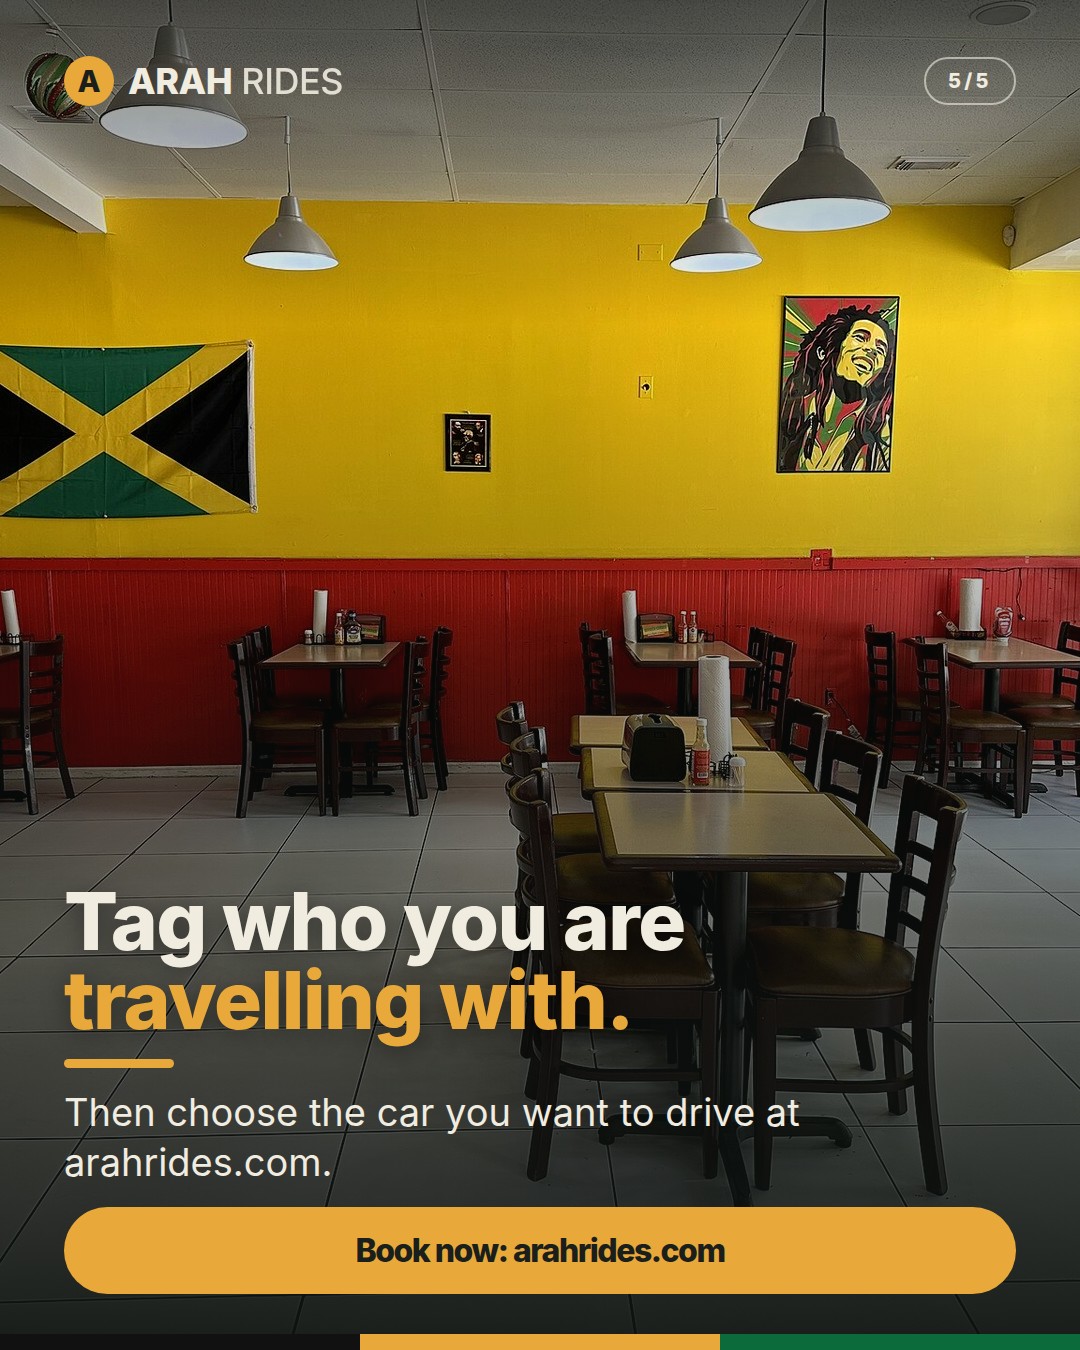 A ARAH RIDES
5/5
Tag who you are
travelling with.
Then choose the car you want to drive at
arahrides.com.
Book now: arahrides.com